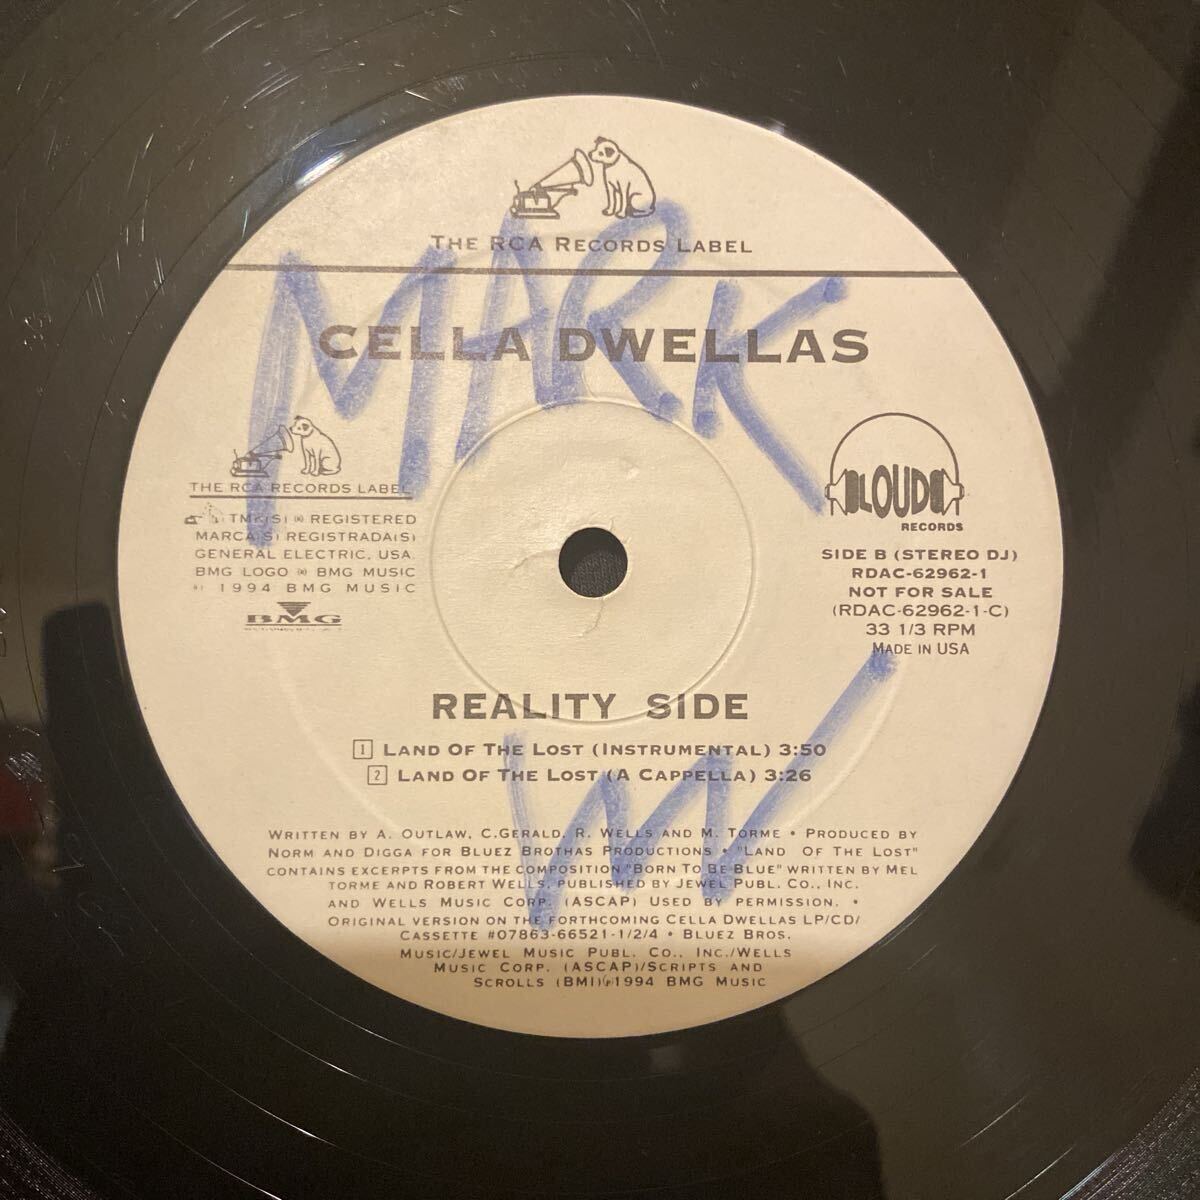 THE RCA RECORDS LABEL
MARK
CELLA DWELLAS
THE RCA RECORDS LABEL
TMK(S) ® REGISTERED
MARCA(S) REGISTRADA(S)
GENERAL ELECTRIC, USA.
BMG LOGO ® BMG MUSIC
1994 BMG MUSIC
BMG
LOUD
RECORDS
SIDE B (STEREO DJ)
RDAC-62962-1
NOT FOR SALE
(RDAC-62962-1-C)
33 1/3 RPM
MADE IN USA
REALITY SIDE
1 LAND OF THE LOST (INSTRUMENTAL) 3:50
2 LAND OF THE LOST (A CAPPELLA) 3:26
W
WRITTEN BY A. OUTLAW, C.GERALD, R. WELLS AND M. TORME • PRODUCED BY
NORM AND DIGGA FOR BLUEZ BROTHAS PRODUCTIONS • "LAND OF THE LOST"
CONTAINS EXCERPTS FROM THE COMPOSITION "BORN TO BE BLUE" WRITTEN BY MEL
TORME AND ROBERT WELLS, PUBLISHED BY JEWEL PUBL. CO., INC.
AND WELLS MUSIC CORP. (ASCAP) USED BY PERMISSION. •
ORIGINAL VERSION ON THE FORTHCOMING CELLA DWELLAS LP/CD/
CASSETTE #07863-66521-1/2/4 • BLUEZ BROS.
MUSIC/JEWEL MUSIC PUBL. CO., INC./WELLS
MUSIC CORP. (ASCAP)/SCRIPTS AND
SCROLLS (BMI)℗1994 BMG MUSIC